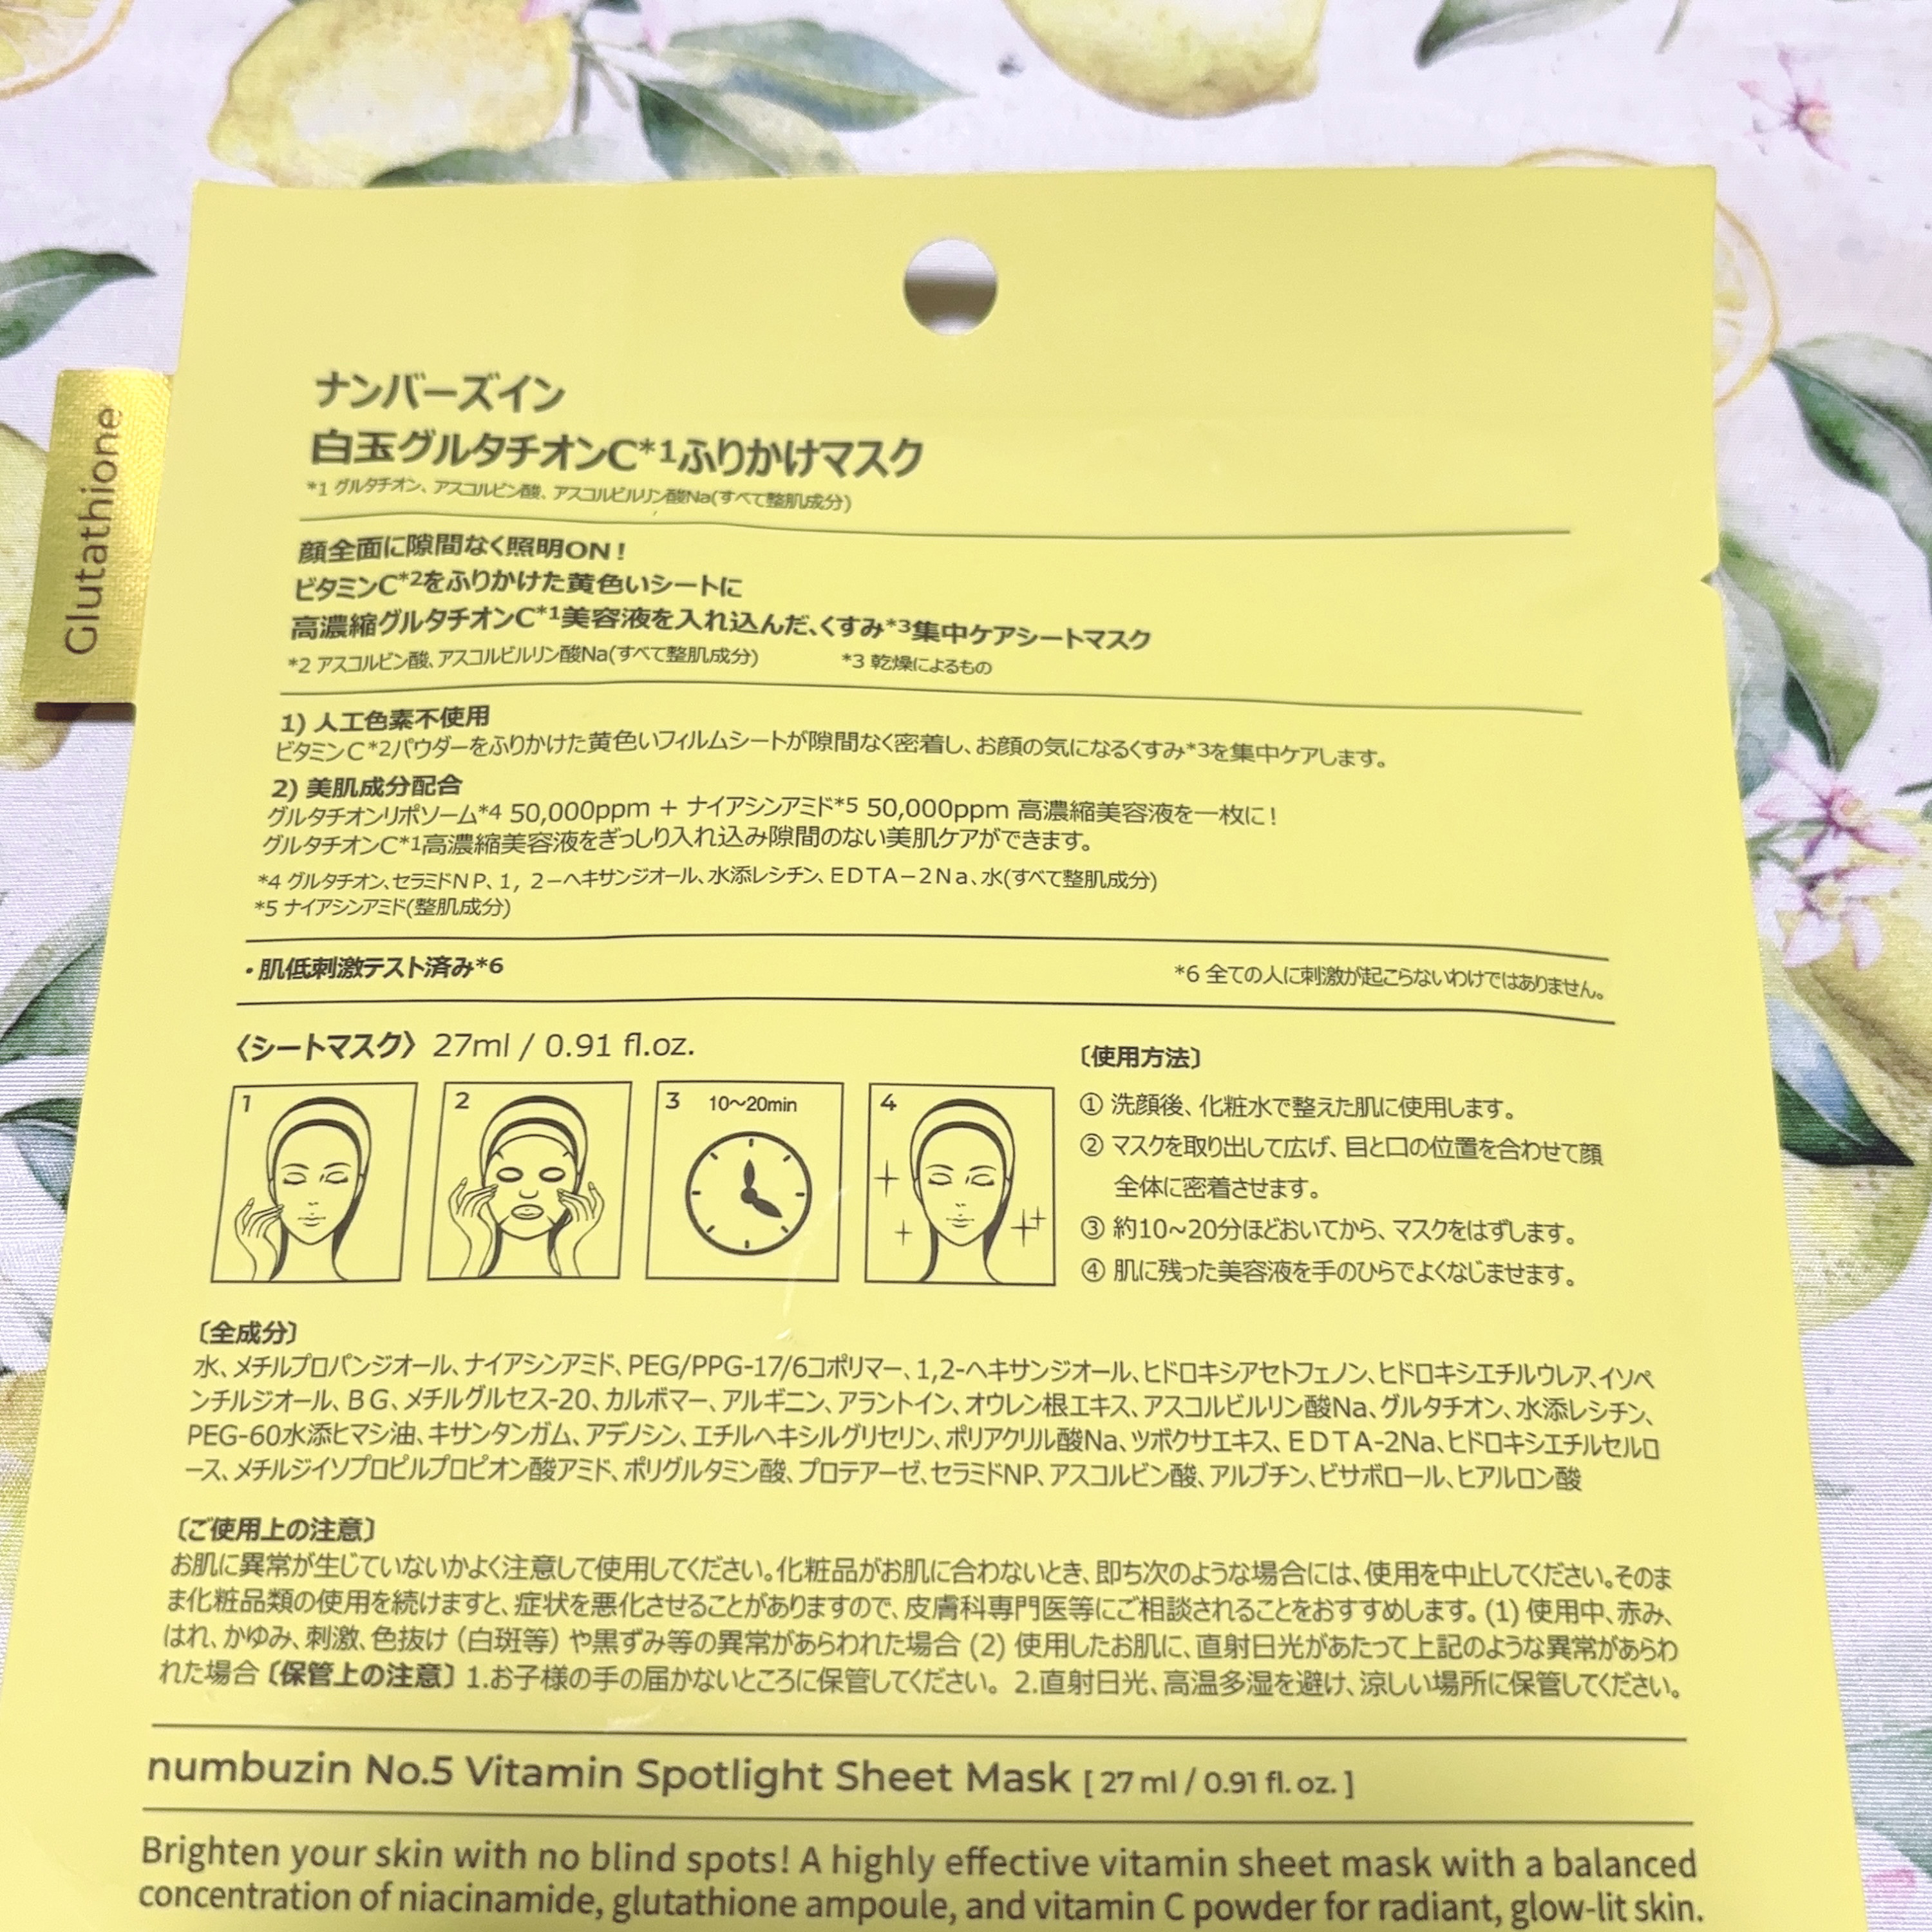 Glutathione
ナンバーズイン
白玉グルタチオンC*1ふりかけマスク
*1 グルタチオン、アスコルビン酸、アスコルビルリン酸Na(すべて整肌成分)
顔全面に隙間なく照明ON!
ビタミンC*2をふりかけた黄色いシートに
高濃縮グルタチオンC*1美容液を入れ込んだ、くすみ*3集中ケアシートマスク
*2 アスコルビン酸、アスコルビルリン酸Na(すべて整肌成分) *3 乾燥によるもの
1) 人工色素不使用
ビタミンC*2パウダーをふりかけた黄色いフィルムシートが隙間なく密着し、お顔の気になるくすみ*3を集中ケアします。
2) 美肌成分配合
グルタチオンリポソーム*4 50,000ppm + ナイアシンアミド*5 50,000ppm 高濃縮美容液を一枚に!
グルタチオンC*1高濃縮美容液をぎっしり入れ込み隙間のない美肌ケアができます。
*4 グルタチオン、セラミドNP、1, 2-ヘキサンジオール、水添レシチン、EDTA-2Na、水(すべて整肌成分)
*5 ナイアシンアミド(整肌成分)
・肌低刺激テスト済み*6 *6 全ての人に刺激が起こらないわけではありません。
〈シートマスク〉 27ml / 0.91 fl.oz.
1
2
3 10〜20min
4
〔使用方法〕
① 洗顔後、化粧水で整えた肌に使用します。
② マスクを取り出して広げ、目と口の位置を合わせて顔
全体に密着させます。
③ 約10〜20分ほどおいてから、マスクをはずします。
④ 肌に残った美容液を手のひらでよくなじませます。
〔全成分〕
水、メチルプロパンジオール、ナイアシンアミド、PEG/PPG-17/6コポリマー、1,2-ヘキサンジオール、ヒドロキシアセトフェノン、ヒドロキシエチルウレア、イソペ
ンチルジオール、BG、メチルグルセス-20、カルボマー、アルギニン、アラントイン、オウレン根エキス、アスコルビルリン酸Na、グルタチオン、水添レシチン、
PEG-60水添ヒマシ油、キサンタンガム、アデノシン、エチルヘキシルグリセリン、ポリアクリル酸Na、ツボクサエキス、EDTA-2Na、ヒドロキシエチルセルロ
ース、メチルジイソプロピルプロピオン酸アミド、ポリグルタミン酸、プロテアーゼ、セラミドNP、アスコルビン酸、アルブチン、ビサボロール、ヒアルロン酸
〔ご使用上の注意〕
お肌に異常が生じていないかよく注意して使用してください。化粧品がお肌に合わないとき、即ち次のような場合には、使用を中止してください。そのま
ま化粧品類の使用を続けますと、症状を悪化させることがありますので、皮膚科専門医等にご相談されることをおすすめします。(1) 使用中、赤み、
はれ、かゆみ、刺激、色抜け(白斑等)や黒ずみ等の異常があらわれた場合 (2) 使用したお肌に、直射日光があたって上記のような異常があらわ
れた場合〔保管上の注意〕1.お子様の手の届かないところに保管してください。 2.直射日光、高温多湿を避け、涼しい場所に保管してください。
numbuzin No.5 Vitamin Spotlight Sheet Mask [ 27 ml / 0.91 fl. oz. ]
Brighten your skin with no blind spots! A highly effective vitamin sheet mask with a balanced
concentration of niacinamide, glutathione ampoule, and vitamin C powder for radiant, glow-lit skin.